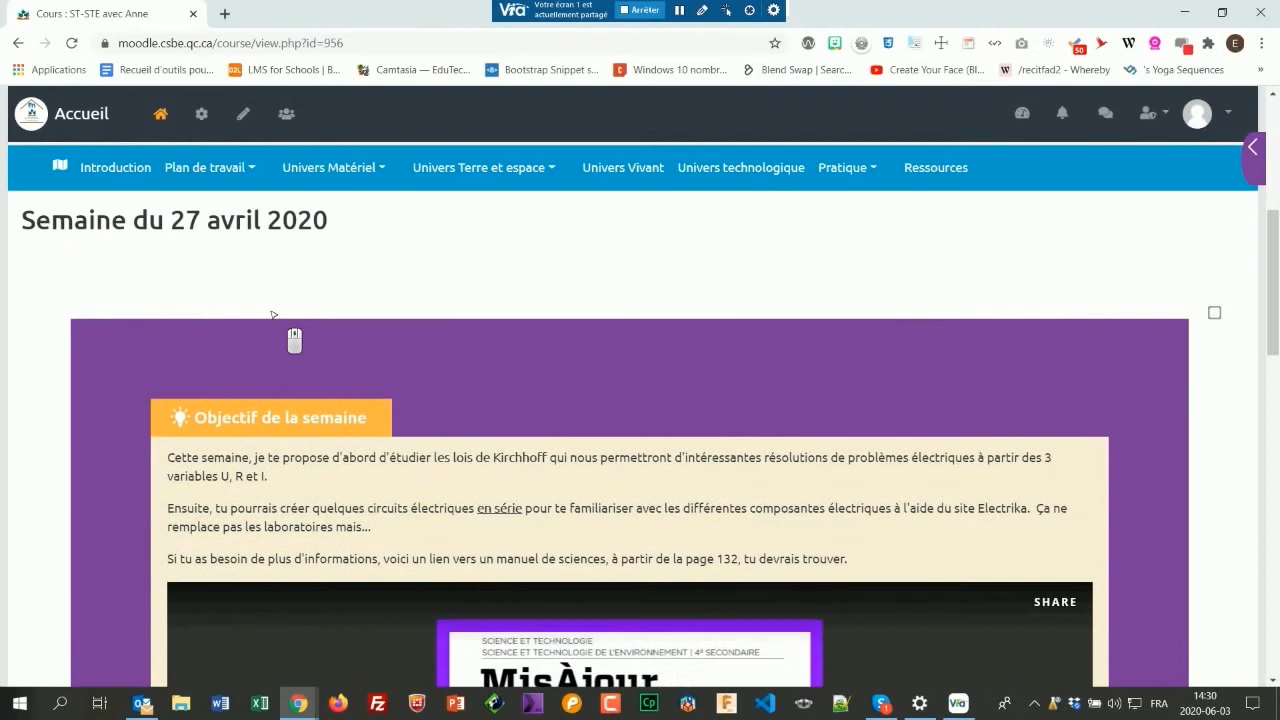 Cours : ST-STE avec Anne
Via
Votre écran 1 est
actuellement partagé
Arrêter
moodle.csbe.qc.ca/course/view.php?id=956
50
W
E
Applications
Recueil d'outils pou...
D2L
LMS for Schools | B...
Camtasia — EduTec...
Bootstrap Snippet s...
Windows 10 nombr...
Blend Swap | Searc...
Create Your Face (Bl...
/recitfad2 - Whereby
's Yoga Sequences
»
Accueil
Introduction
Plan de travail
Univers Matériel
Univers Terre et espace
Univers Vivant
Univers technologique
Pratique
Ressources
Semaine du 27 avril 2020
Objectif de la semaine
Cette semaine, je te propose d'abord d'étudier les lois de Kirchhoff qui nous permettront d'intéressantes résolutions de problèmes électriques à partir des 3
variables U, R et I.
Ensuite, tu pourrais créer quelques circuits électriques en série pour te familiariser avec les différentes composantes électriques à l'aide du site Electrika. Ça ne
remplace pas les laboratoires mais...
Si tu as besoin de plus d'informations, voici un lien vers un manuel de sciences, à partir de la page 132, tu devrais trouver.
SHARE
SCIENCE ET TECHNOLOGIE
SCIENCE ET TECHNOLOGIE DE L'ENVIRONNEMENT | 4e SECONDAIRE
MisÀjour
FRA
14:30
2020-06-03